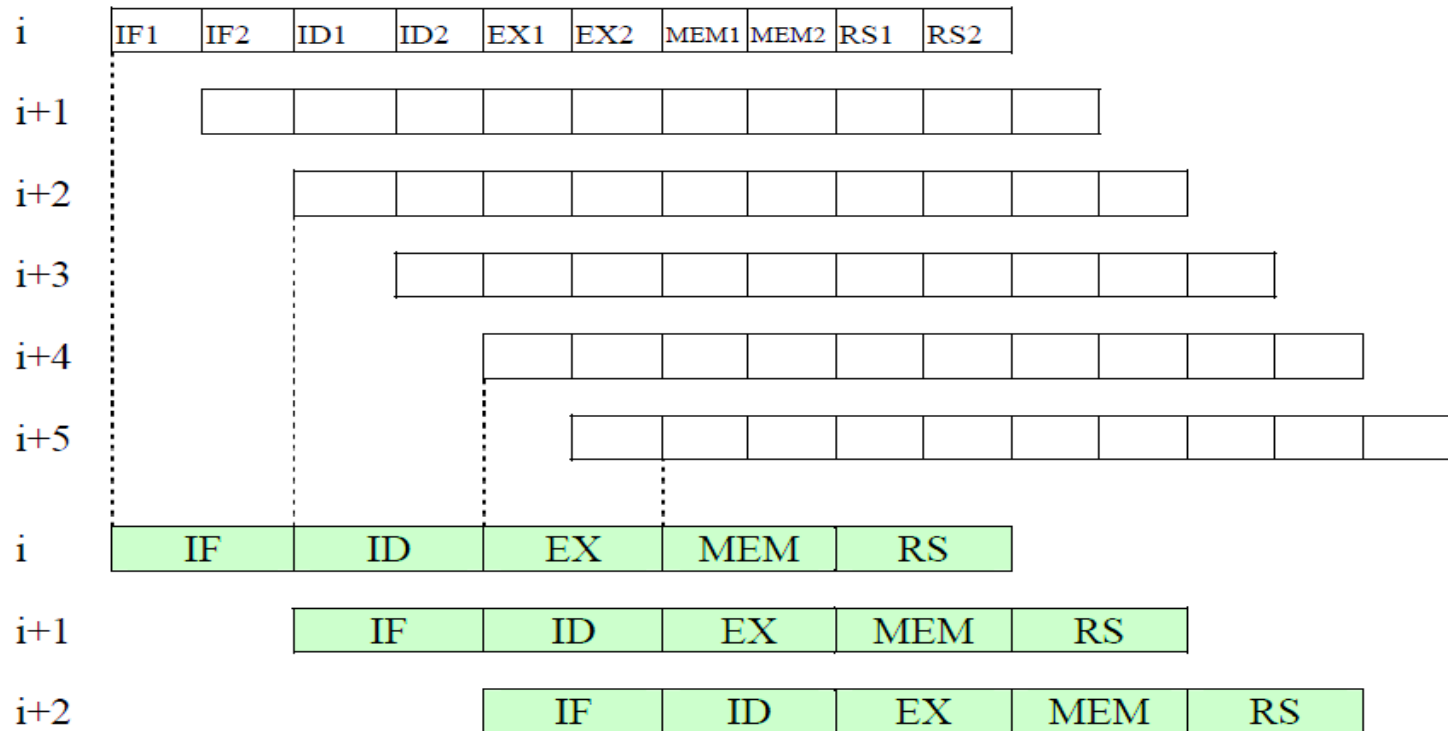 i IF1 IF2 ID1 ID2 EX1 EX2 MEM1 MEM2 RS1 RS2
i+1
i+2
i+3
i+4
i+5
i IF ID EX MEM RS
i+1 IF ID EX MEM RS
i+2 IF ID EX MEM RS